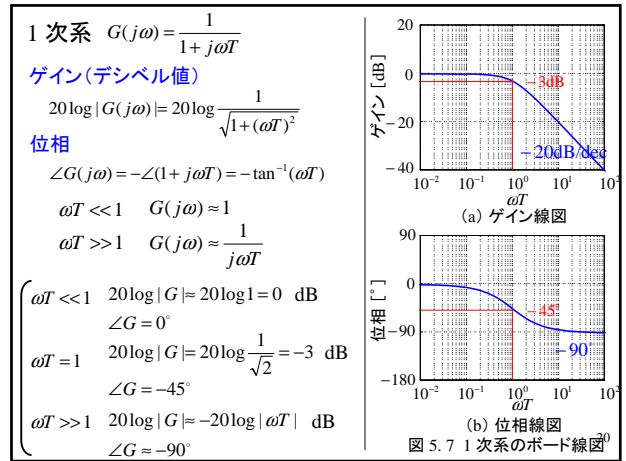 1 次系 G(jω) = 1 / (1 + jωT)
ゲイン（デシベル値）
20log | G(jω) |= 20log 1 / √(1+(ωT)²)
位相
∠G(jω) = −∠(1 + jωT) = −tan⁻¹(ωT)
ωT << 1 G(jω) ≈ 1
ωT >> 1 G(jω) ≈ 1 / jωT
ωT << 1 20log | G |≈ 20log1 = 0 dB
∠G = 0°
ωT = 1 20log | G |= 20log 1/√2 = −3 dB
∠G = −45°
ωT >> 1 20log | G |≈ −20log | ωT | dB
∠G ≈ −90°
ゲイン [dB]
20
0
−20
−40
−3dB
−20dB/dec
10⁻² 10⁻¹ 10⁰ 10¹ 10²
ωT
(a) ゲイン線図
位相 [°]
90
0
−90
−180
−45°
−90°
10⁻² 10⁻¹ 10⁰ 10¹ 10²
ωT
(b) 位相線図
図 5.7 1 次系のボード線図
20